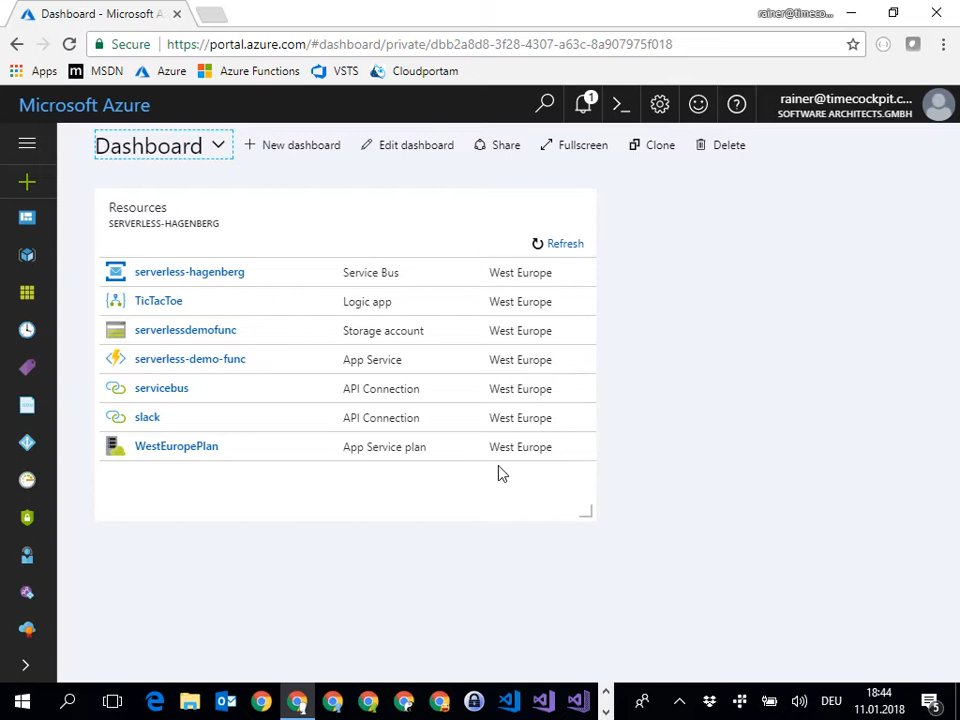 Dashboard - Microsoft A
rainer@timeco...
Secure https://portal.azure.com/#dashboard/private/dbb2a8d8-3f28-4307-a63c-8a907975f018
Apps m MSDN Azure Azure Functions VSTS Cloudportam
Microsoft Azure
1
rainer@timecockpit.c...
SOFTWARE ARCHITECTS.GMBH
Dashboard New dashboard Edit dashboard Share Fullscreen Clone Delete
Resources
SERVERLESS-HAGENBERG
Refresh
serverless-hagenberg Service Bus West Europe
TicTacToe Logic app West Europe
serverlessdemofunc Storage account West Europe
serverless-demo-func App Service West Europe
servicebus API Connection West Europe
slack API Connection West Europe
WestEuropePlan App Service plan West Europe
DEU
18:44
11.01.2018
5